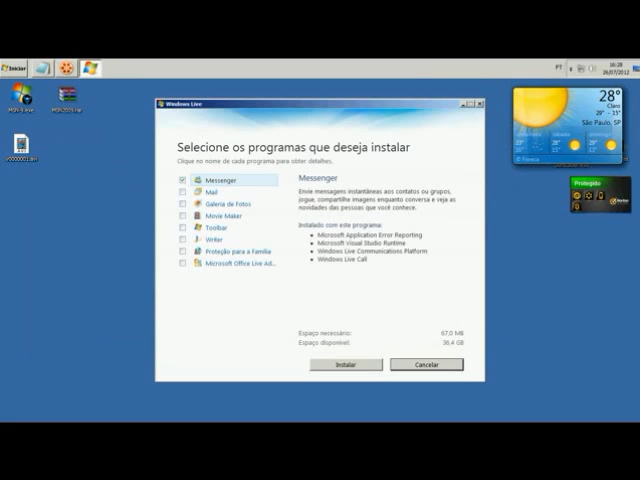 Iniciar
PT
16:28
26/07/2012
Windows Live
Selecione os programas que deseja instalar
Clique no nome de cada programa para obter detalhes.
Messenger
Mail
Galeria de Fotos
Movie Maker
Toolbar
Writer
Proteção para a Família
Microsoft Office Live Ad...
Messenger
Envie mensagens instantâneas aos contatos ou grupos,
jogue, compartilhe imagens enquanto conversa e veja as
novidades das pessoas que você conhece.
Instalado com este programa:
Microsoft Application Error Reporting
Microsoft Visual Studio Runtime
Windows Live Communications Platform
Windows Live Call
Espaço necessário: 67,0 MB
Espaço disponível: 36,4 GB
Instalar
Cancelar
28°
Claro
29° - 15°
São Paulo, SP
Protegido
Norton